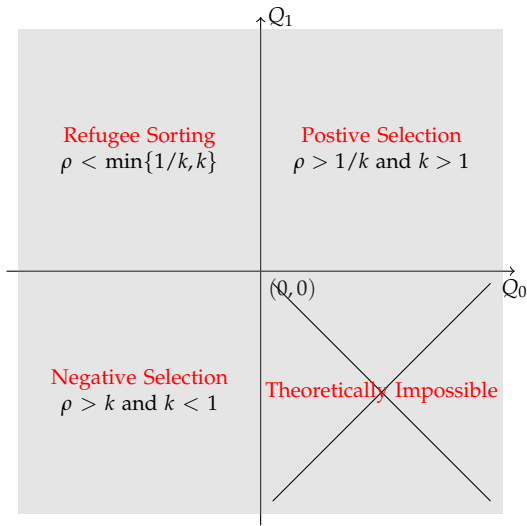 Q₁
Refugee Sorting
ρ < min{1/k, k}
Postive Selection
ρ > 1/k and k > 1
(0,0)
Q₀
Negative Selection
ρ > k and k < 1
Theoretically Impossible